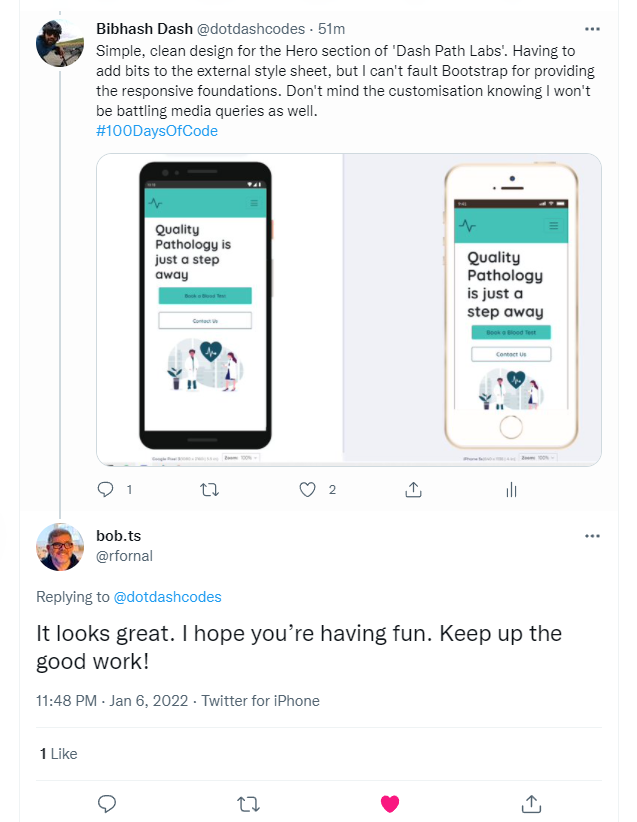 Bibhash Dash @dotdashcodes · 51m
Simple, clean design for the Hero section of 'Dash Path Labs'. Having to
add bits to the external style sheet, but I can't fault Bootstrap for providing
the responsive foundations. Don't mind the customisation knowing I won't
be battling media queries as well.
#100DaysOfCode
Quality
Pathology is
just a step
away
Book a Blood Test
Contact Us
Quality
Pathology
is just a
step away
Book a Blood Test
Contact Us
Zoom: 100%
Zoom: 100%
1
2
bob.ts
@rfornal
Replying to @dotdashcodes
It looks great. I hope you’re having fun. Keep up the
good work!
11:48 PM · Jan 6, 2022 · Twitter for iPhone
1 Like